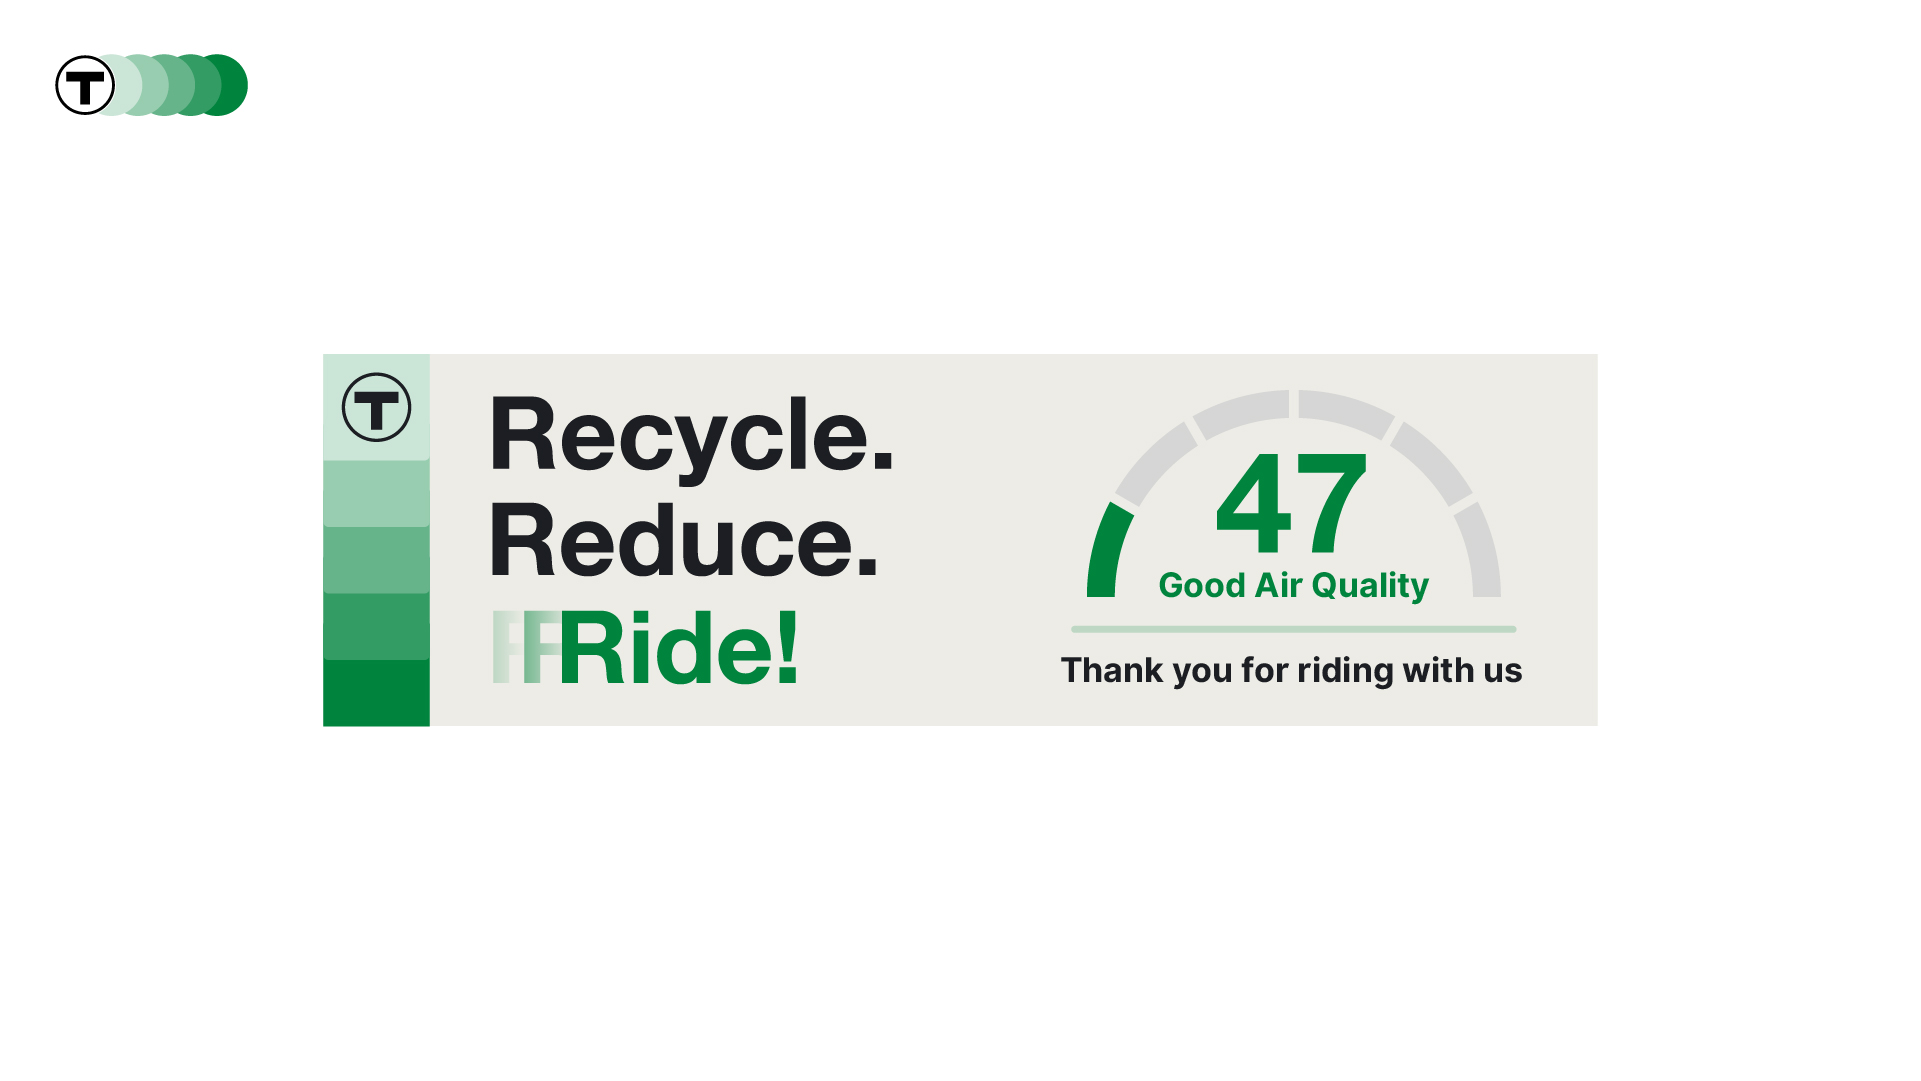 T
T
Recycle.
Reduce.
Ride!
47
Good Air Quality
Thank you for riding with us